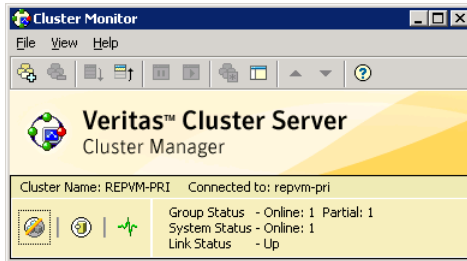 Cluster Monitor
File View Help
Veritas™ Cluster Server
Cluster Manager
Cluster Name: REPVM-PRI Connected to: repvm-pri
Group Status - Online: 1 Partial: 1
System Status - Online: 1
Link Status - Up